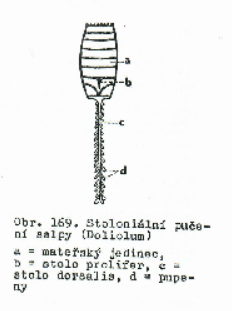 a
b
c
d
Obr. 169. Stoloniální puče-
ní salpy (Doliolum)
a = mateřský jedinec,
b = stolo prolifer, c =
stolo dorsalis, d = pupe-
ny